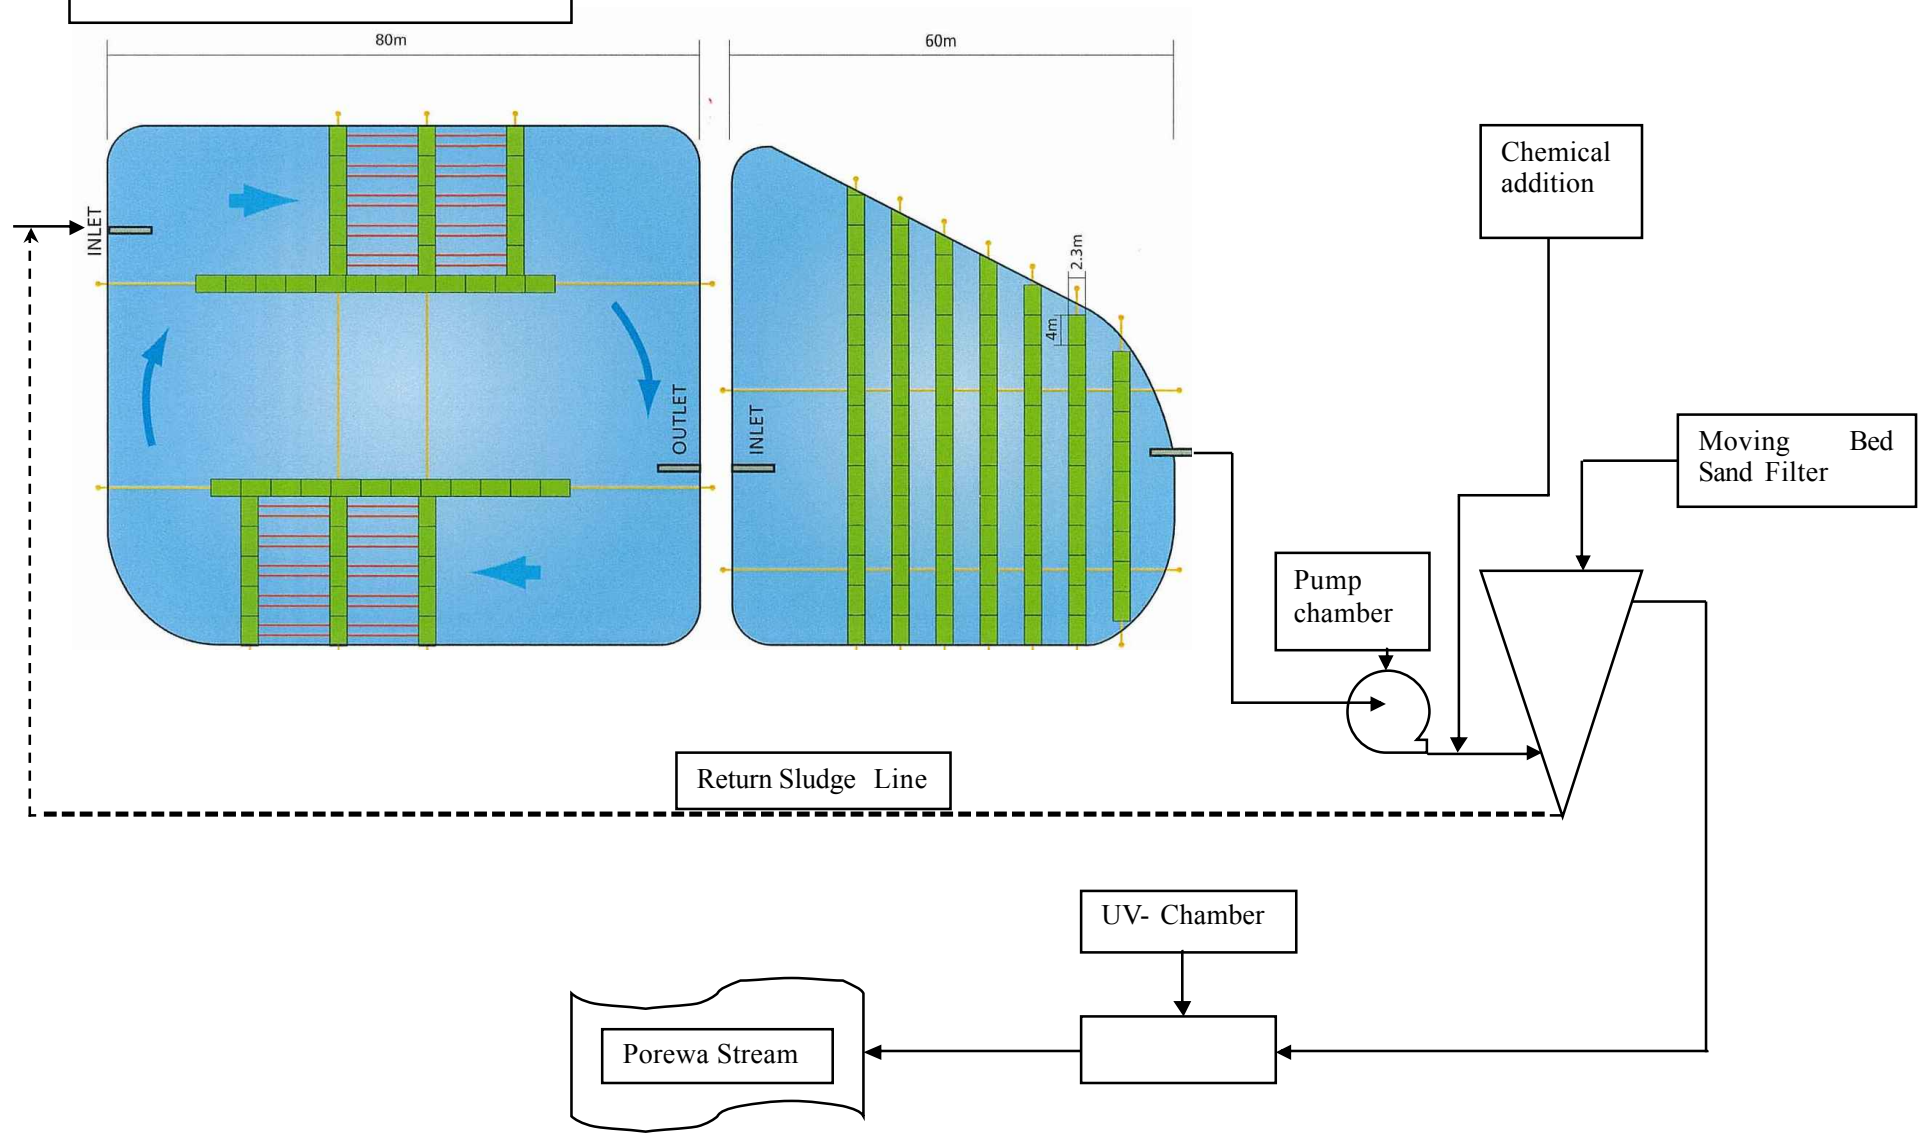 80m
60m
Chemical
addition
INLET
2.3m
4m
OUTLET
INLET
Moving Bed
Sand Filter
Pump
chamber
Return Sludge Line
UV- Chamber
Porewa Stream